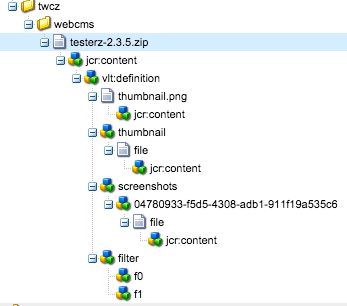 twcz
webcms
testerz-2.3.5.zip
jcr:content
vlt:definition
thumbnail.png
jcr:content
thumbnail
file
jcr:content
screenshots
04780933-f5d5-4308-adb1-911f19a535c6
file
jcr:content
filter
f0
f1